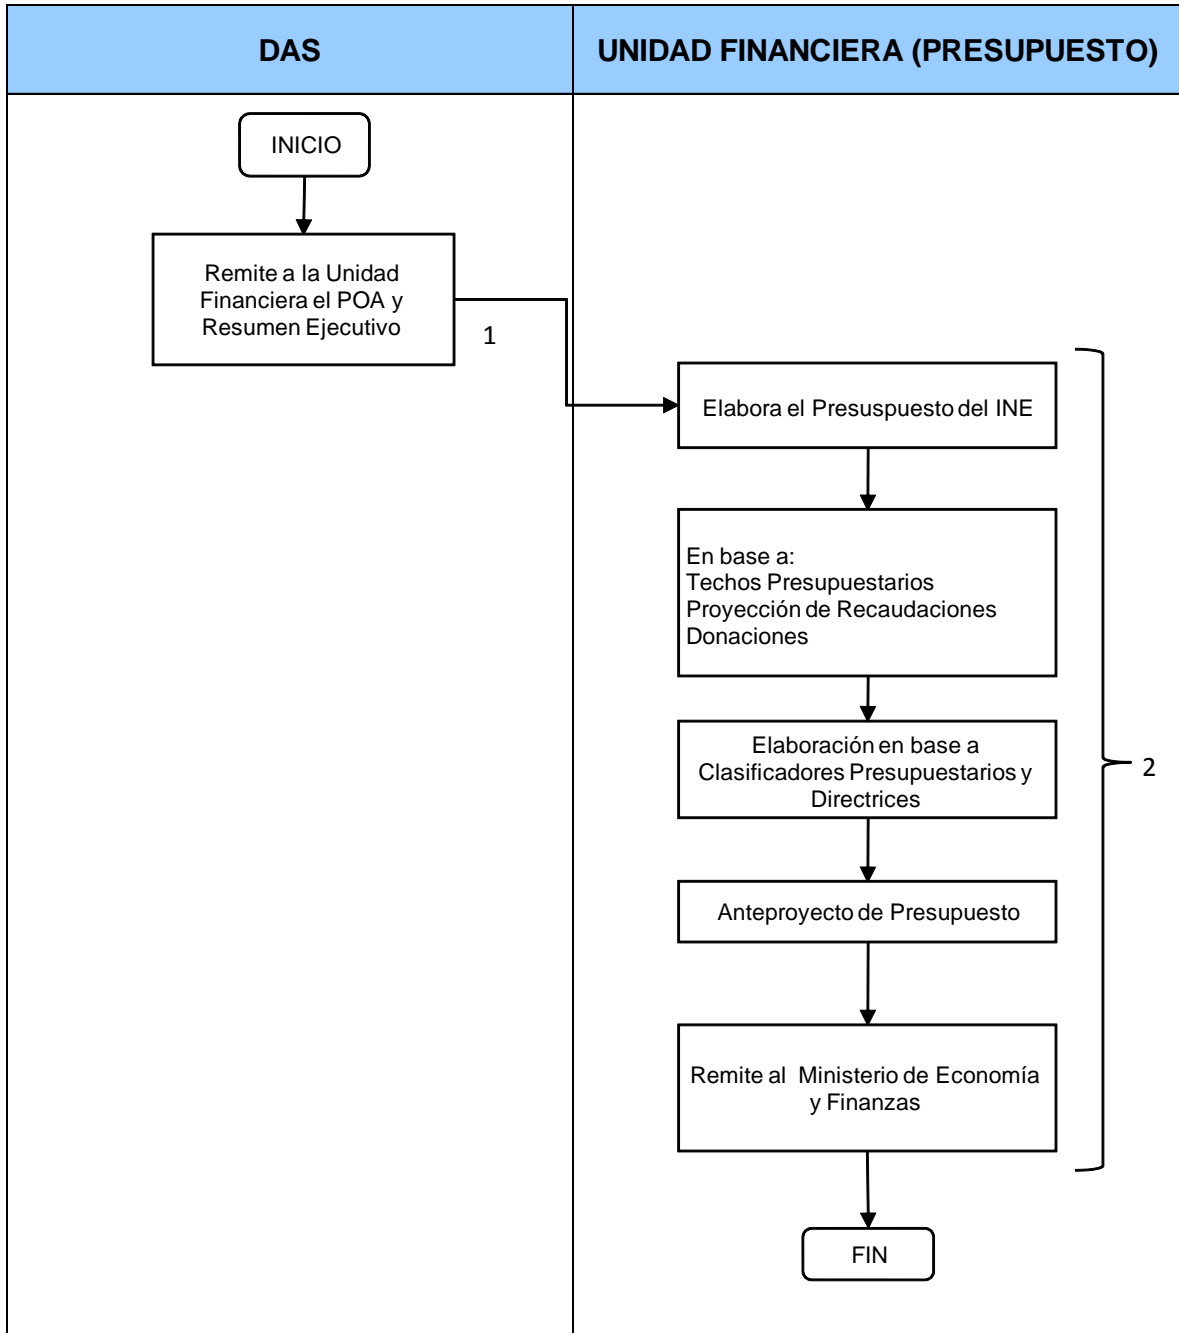 DAS
UNIDAD FINANCIERA (PRESUPUESTO)
INICIO
Remite a la Unidad
Financiera el POA y
Resumen Ejecutivo
1
Elabora el Presuspuesto del INE
En base a:
Techos Presupuestarios
Proyección de Recaudaciones
Donaciones
Elaboración en base a
Clasificadores Presupuestarios y
Directrices
2
Anteproyecto de Presupuesto
Remite al Ministerio de Economía
y Finanzas
FIN